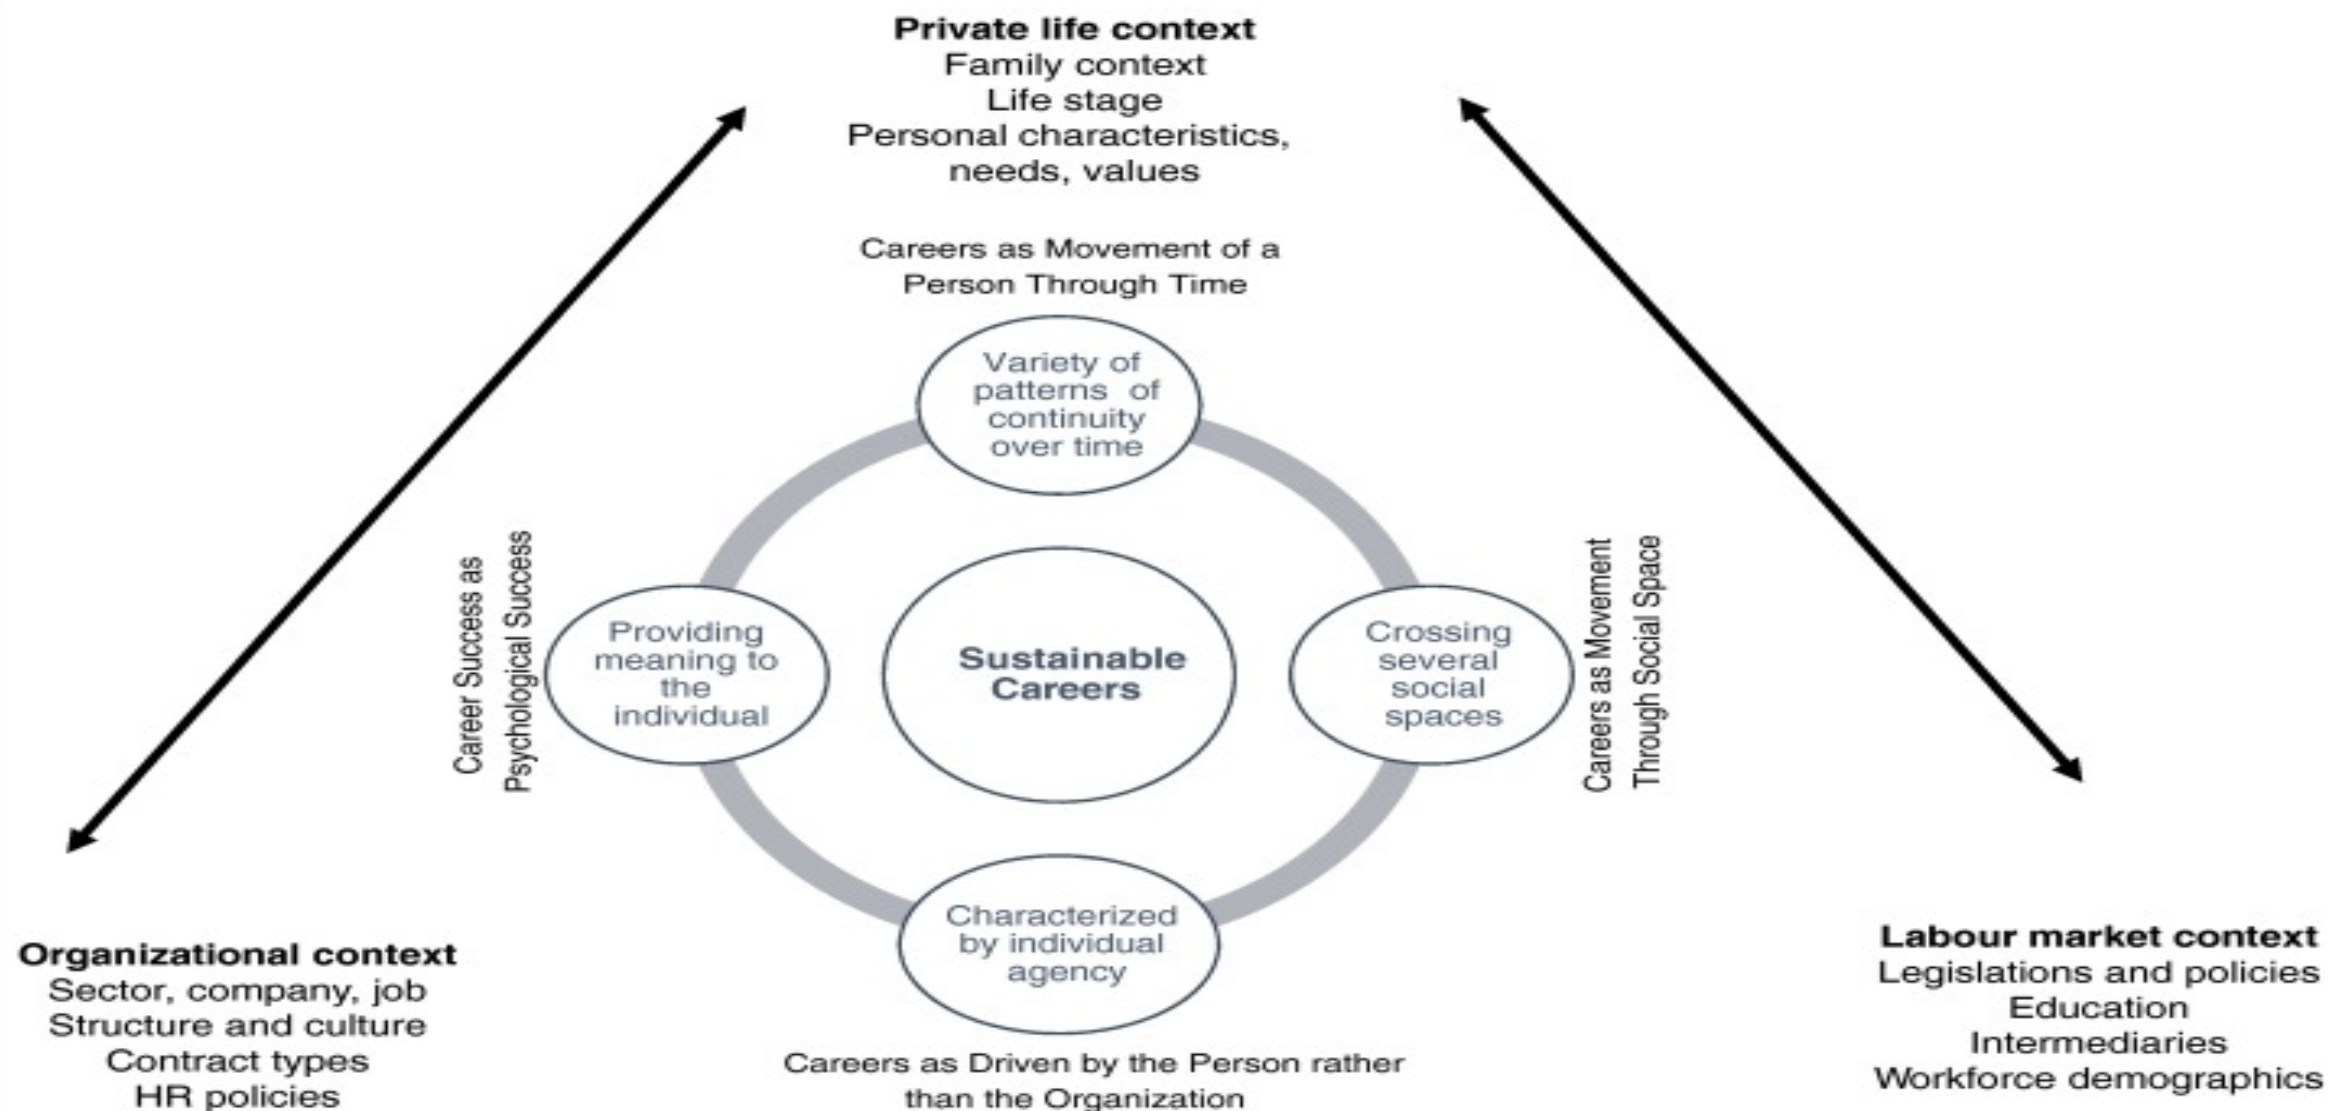 Private life context
Family context
Life stage
Personal characteristics,
needs, values
Careers as Movement of a
Person Through Time
Variety of
patterns of
continuity
over time
Career Success as
Psychological Success
Providing
meaning to
the
individual
Sustainable
Careers
Crossing
several
social
spaces
Careers as Movement
Through Social Space
Characterized
by individual
agency
Careers as Driven by the Person rather
than the Organization
Organizational context
Sector, company, job
Structure and culture
Contract types
HR policies
Labour market context
Legislations and policies
Education
Intermediaries
Workforce demographics